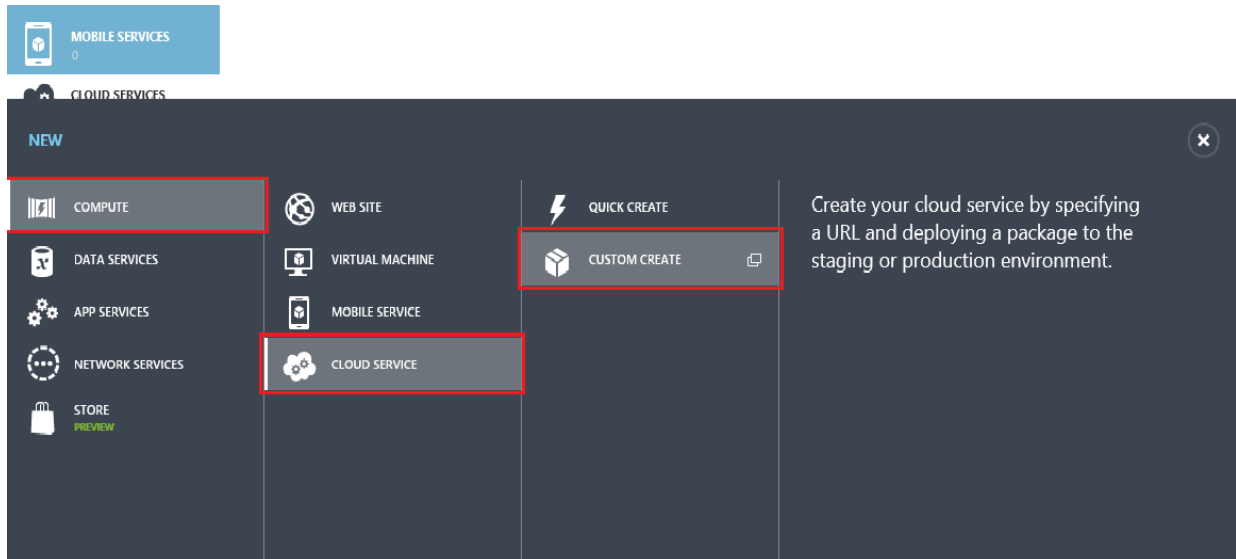 MOBILE SERVICES
0
CLOUD SERVICES
NEW
COMPUTE
DATA SERVICES
APP SERVICES
NETWORK SERVICES
STORE
PREVIEW
WEB SITE
VIRTUAL MACHINE
MOBILE SERVICE
CLOUD SERVICE
QUICK CREATE
CUSTOM CREATE
Create your cloud service by specifying
a URL and deploying a package to the
staging or production environment.